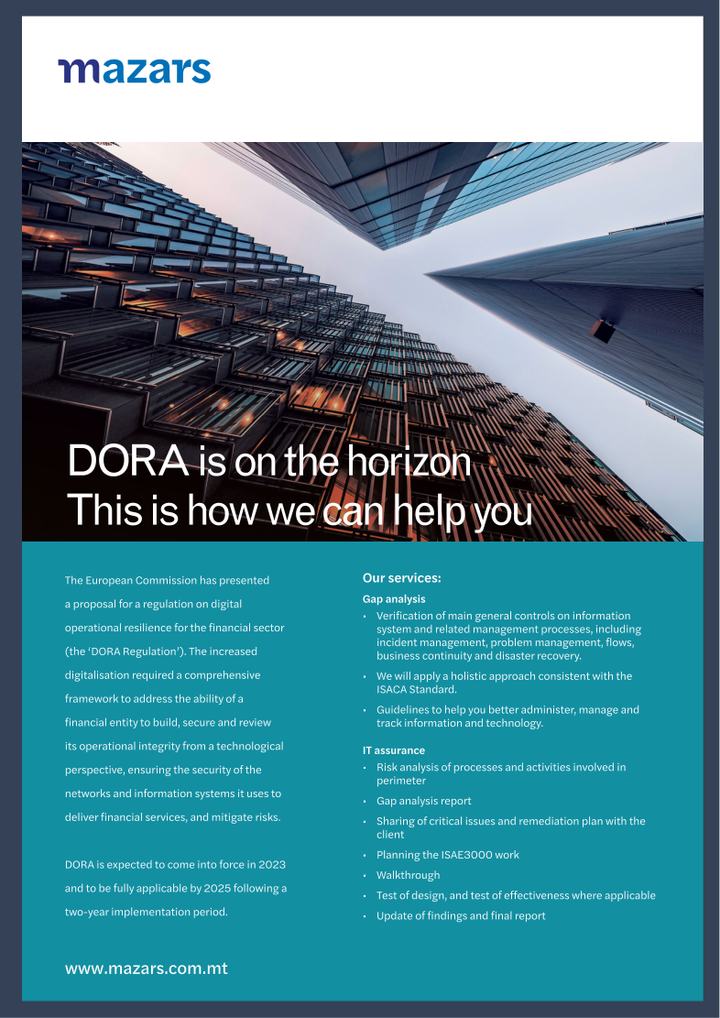 mazars
DORA is on the horizon
This is how we can help you
The European Commission has presented
a proposal for a regulation on digital
operational resilience for the financial sector
(the ‘DORA Regulation’). The increased
digitalisation required a comprehensive
framework to address the ability of a
financial entity to build, secure and review
its operational integrity from a technological
perspective, ensuring the security of the
networks and information systems it uses to
deliver financial services, and mitigate risks.
DORA is expected to come into force in 2023
and to be fully applicable by 2025 following a
two-year implementation period.
www.mazars.com.mt
Our services:
Gap analysis
• Verification of main general controls on information
system and related management processes, including
incident management, problem management, flows,
business continuity and disaster recovery.
• We will apply a holistic approach consistent with the
ISACA Standard.
• Guidelines to help you better administer, manage and
track information and technology.
IT assurance
• Risk analysis of processes and activities involved in
perimeter
• Gap analysis report
• Sharing of critical issues and remediation plan with the
client
• Planning the ISAE3000 work
• Walkthrough
• Test of design, and test of effectiveness where applicable
• Update of findings and final report